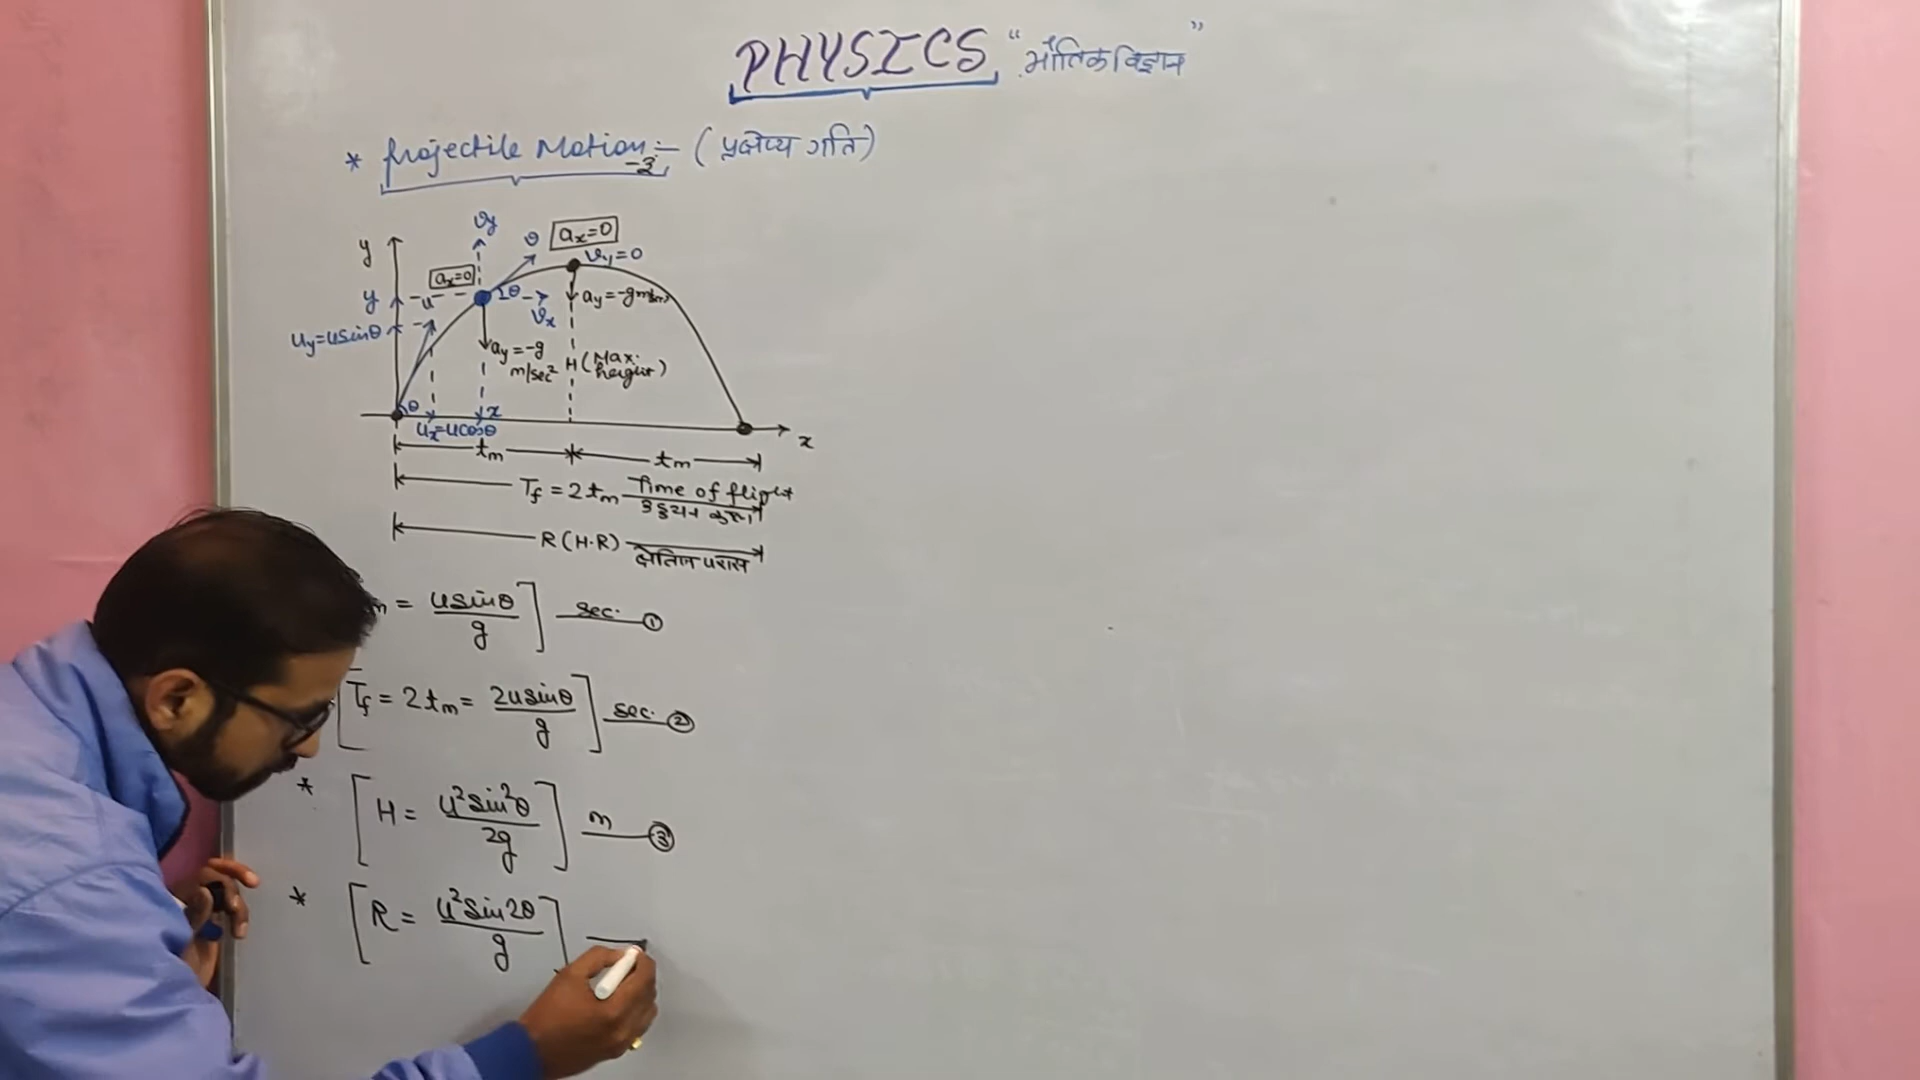 PHYSICS "भौतिक विज्ञान"
* Projectile Motion:- (प्रक्षेप्य गति)
-3
vy
y
v
ax=0
vy=0
ax=0
y
u
θ
vx
ay=-g m/sec²
uy=usinθ
ay=-g
m/sec²
H (Max. height)
θ
x
ux=ucosθ
x
tm
tm
Tf = 2tm Time of flight
उड्डयन काल
R (H.R)
क्षैतिज परास
m = usinθ/g ] sec. ①
[Tf = 2tm = 2usinθ/g ] sec. ②
* [H = u²sin²θ/2g ] m ③
* [R = u²sin2θ/g ]